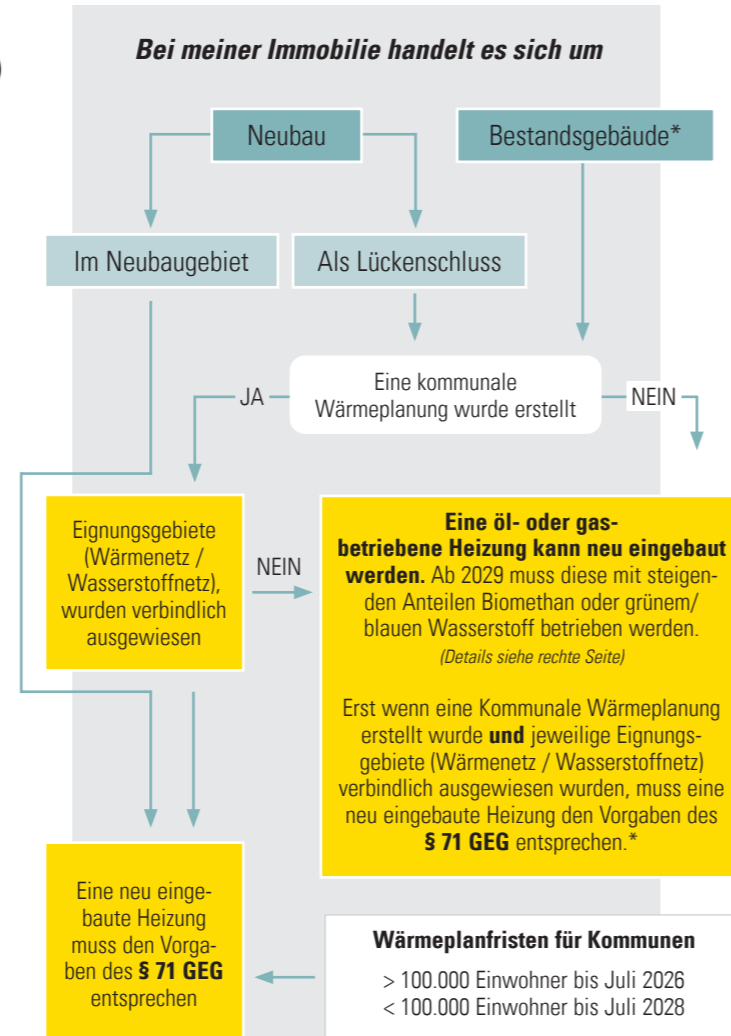 Bei meiner Immobilie handelt es sich um
Neubau
Bestandsgebäude*
Im Neubaugebiet
Als Lückenschluss
Eine kommunale
Wärmeplanung wurde erstellt
JA
NEIN
Eignungsgebiete
(Wärmenetz /
Wasserstoffnetz),
wurden verbindlich
ausgewiesen
NEIN
Eine öl- oder gas-
betriebene Heizung kann neu eingebaut
werden. Ab 2029 muss diese mit steigen-
den Anteilen Biomethan oder grünem/
blauen Wasserstoff betrieben werden.
(Details siehe rechte Seite)
Erst wenn eine Kommunale Wärmeplanung
erstellt wurde und jeweilige Eignungs-
gebiete (Wärmenetz / Wasserstoffnetz)
verbindlich ausgewiesen wurden, muss eine
neu eingebaute Heizung den Vorgaben des
§ 71 GEG entsprechen.*
Eine neu einge-
baute Heizung
muss den Vorga-
ben des § 71 GEG
entsprechen
Wärmeplanfristen für Kommunen
> 100.000 Einwohner bis Juli 2026
< 100.000 Einwohner bis Juli 2028